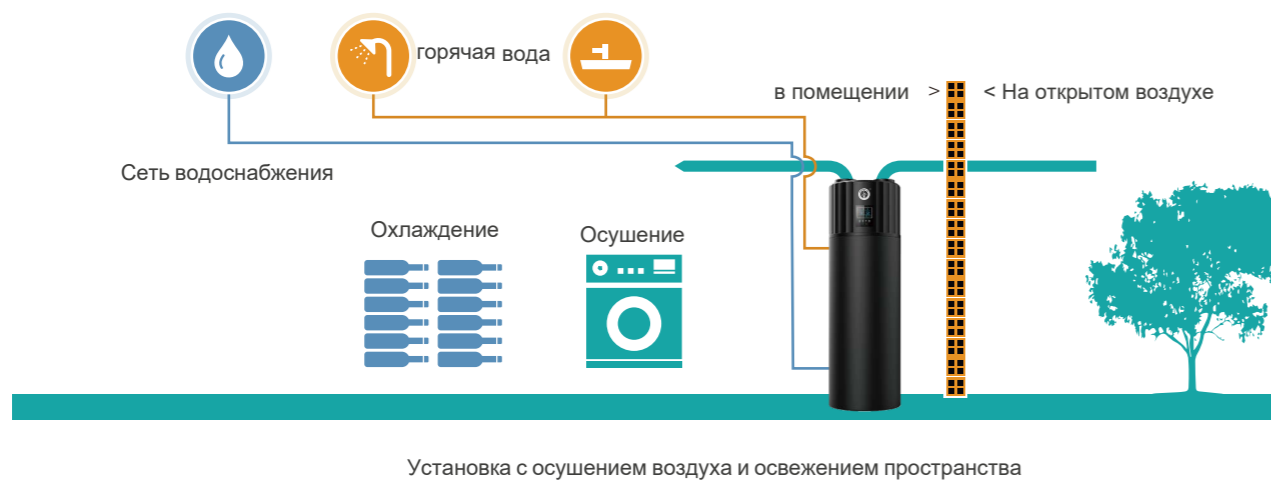 горячая вода
в помещении > < На открытом воздухе
Сеть водоснабжения
Охлаждение
Осушение
Установка с осушением воздуха и освежением пространства